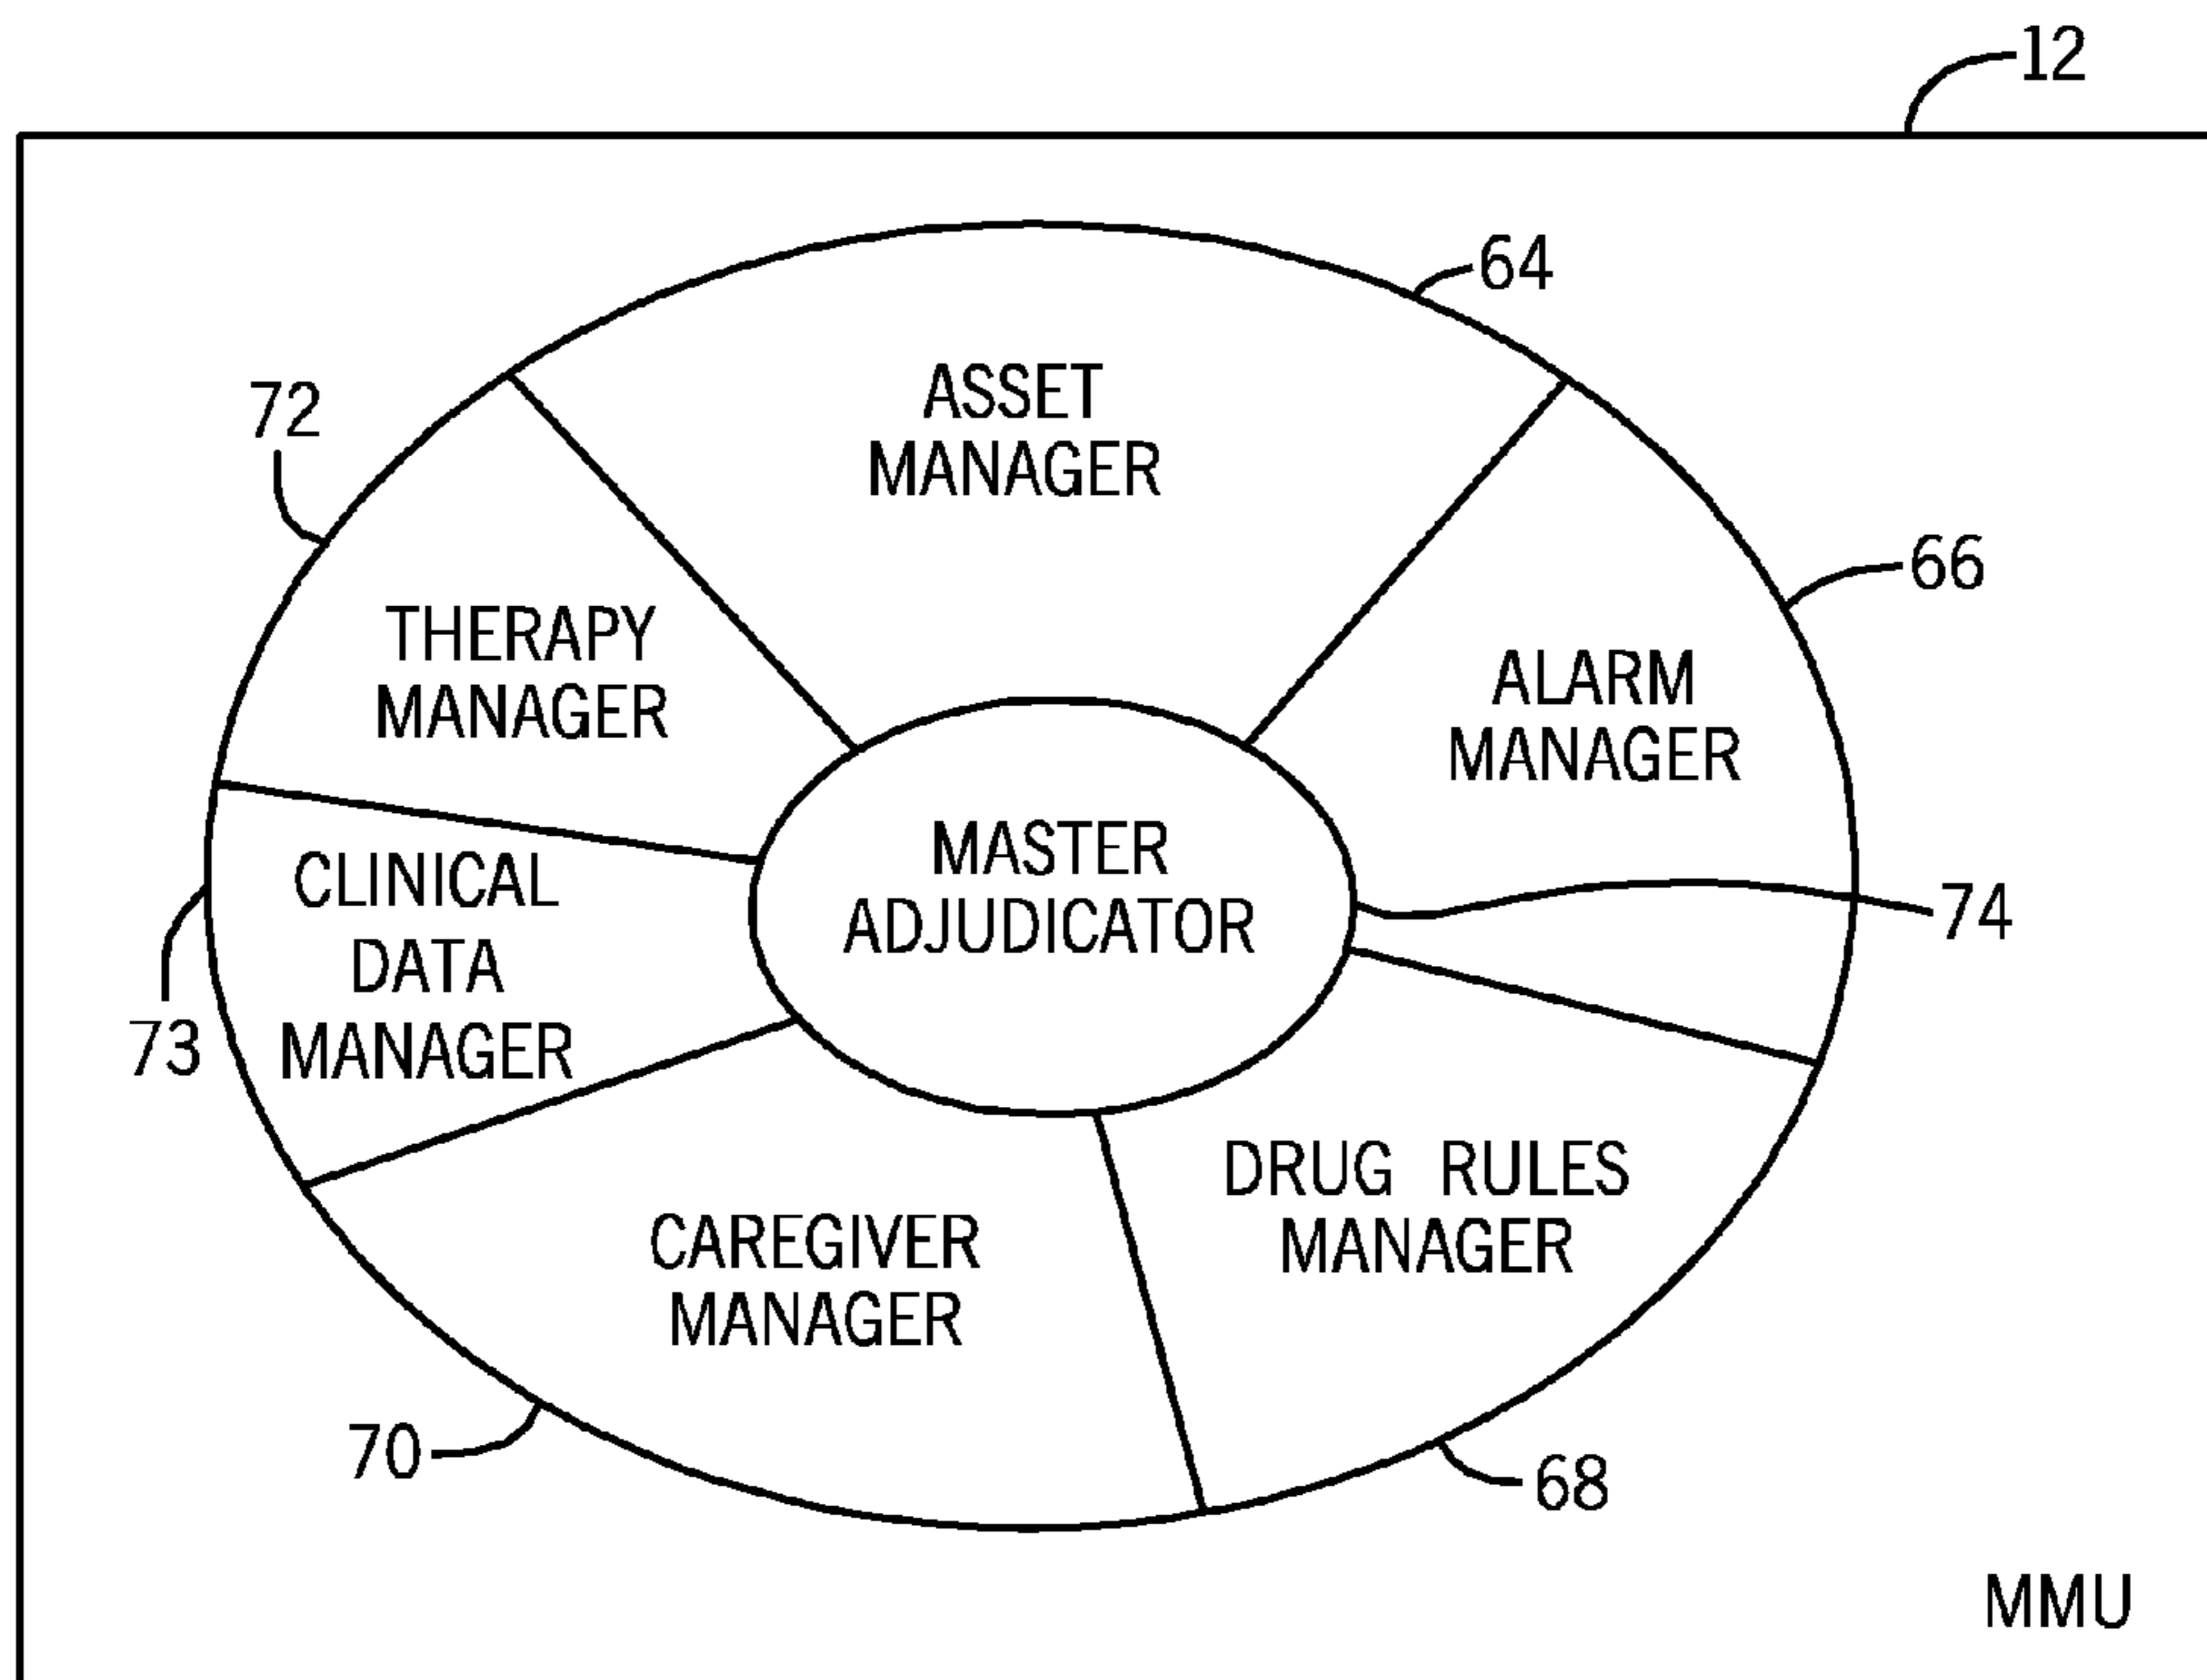 12
64
ASSET
MANAGER
72
66
THERAPY
MANAGER
ALARM
MANAGER
MASTER
ADJUDICATOR
CLINICAL
DATA
MANAGER
74
73
DRUG RULES
MANAGER
CAREGIVER
MANAGER
70
68
MMU